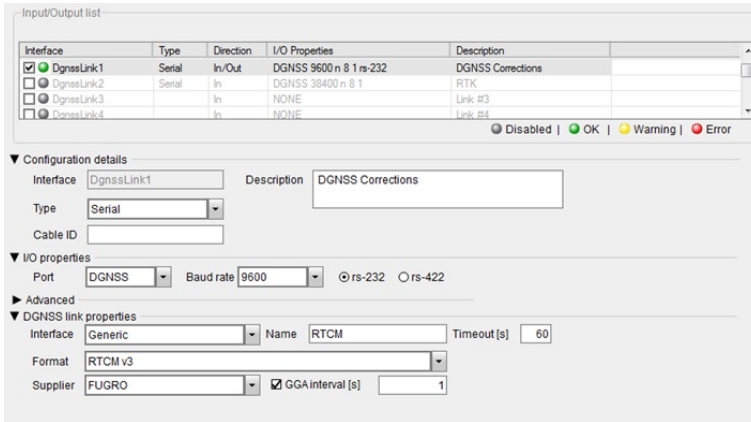 Input/Output list
Interface Type Direction I/O Properties Description
DgnssLink1 Serial In/Out DGNSS 9600 n 8 1 rs-232 DGNSS Corrections
DgnssLink2 Serial In DGNSS 38400 n 8 1 RTK
DgnssLink3 In NONE Link #3
DgnssLink4 In NONE Link #4
Disabled | OK | Warning | Error
Configuration details
Interface DgnssLink1 Description DGNSS Corrections
Type Serial
Cable ID
I/O properties
Port DGNSS Baud rate 9600 rs-232 rs-422
Advanced
DGNSS link properties
Interface Generic Name RTCM Timeout [s] 60
Format RTCM v3
Supplier FUGRO GGA interval [s] 1